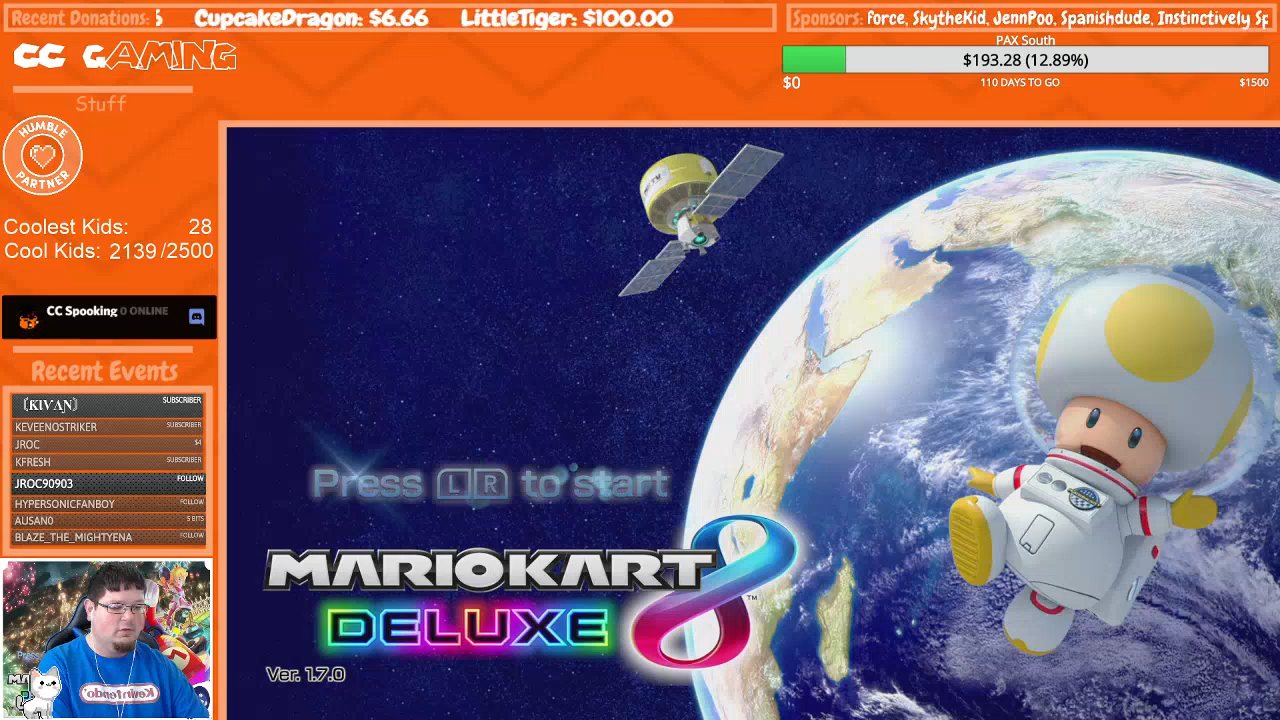 Recent Donations:
CupcakeDragon: $6.66 LittleTiger: $100.00
Sponsors: Force, SkytheKid, JennPoo, Spanishdude, Instinctively Sp
CC GAMING
Stuff
PAX South
$193.28 (12.89%)
$0 110 DAYS TO GO $1500
HUMBLE
PARTNER
Coolest Kids: 28
Cool Kids: 2139/2500
CC Spooking 0 ONLINE
Recent Events
〔KIVAN〕 SUBSCRIBER
KEVEENOSTRIKER SUBSCRIBER
JROC $4
KFRESH SUBSCRIBER
JROC90903 FOLLOW
HYPERSONICFANBOY FOLLOW
AUSAN0 5 BITS
BLAZE_THE_MIGHTYENA FOLLOW
Press L R to start
MARIOKART 8
DELUXE ™
Ver. 1.7.0
Kevintendo'